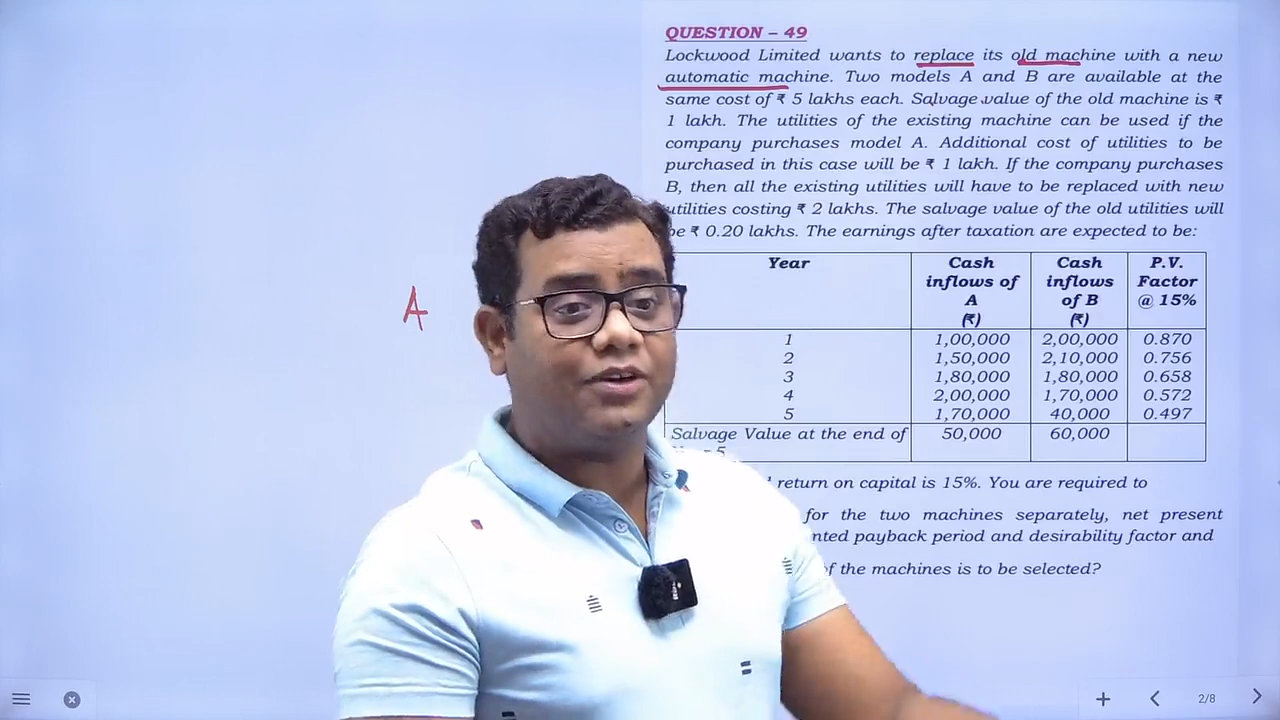 QUESTION – 49
Lockwood Limited wants to replace its old machine with a new
automatic machine. Two models A and B are available at the
same cost of ₹ 5 lakhs each. Salvage value of the old machine is ₹
1 lakh. The utilities of the existing machine can be used if the
company purchases model A. Additional cost of utilities to be
purchased in this case will be ₹ 1 lakh. If the company purchases
B, then all the existing utilities will have to be replaced with new
utilities costing ₹ 2 lakhs. The salvage value of the old utilities will
be ₹ 0.20 lakhs. The earnings after taxation are expected to be:
A
Year Cash inflows of A (₹) Cash inflows of B (₹) P.V. Factor @ 15%
1 1,00,000 2,00,000 0.870
2 1,50,000 2,10,000 0.756
3 1,80,000 1,80,000 0.658
4 2,00,000 1,70,000 0.572
5 1,70,000 40,000 0.497
Salvage Value at the end of 5 50,000 60,000
return on capital is 15%. You are required to
for the two machines separately, net present
payback period and desirability factor and
of the machines is to be selected?
2/8